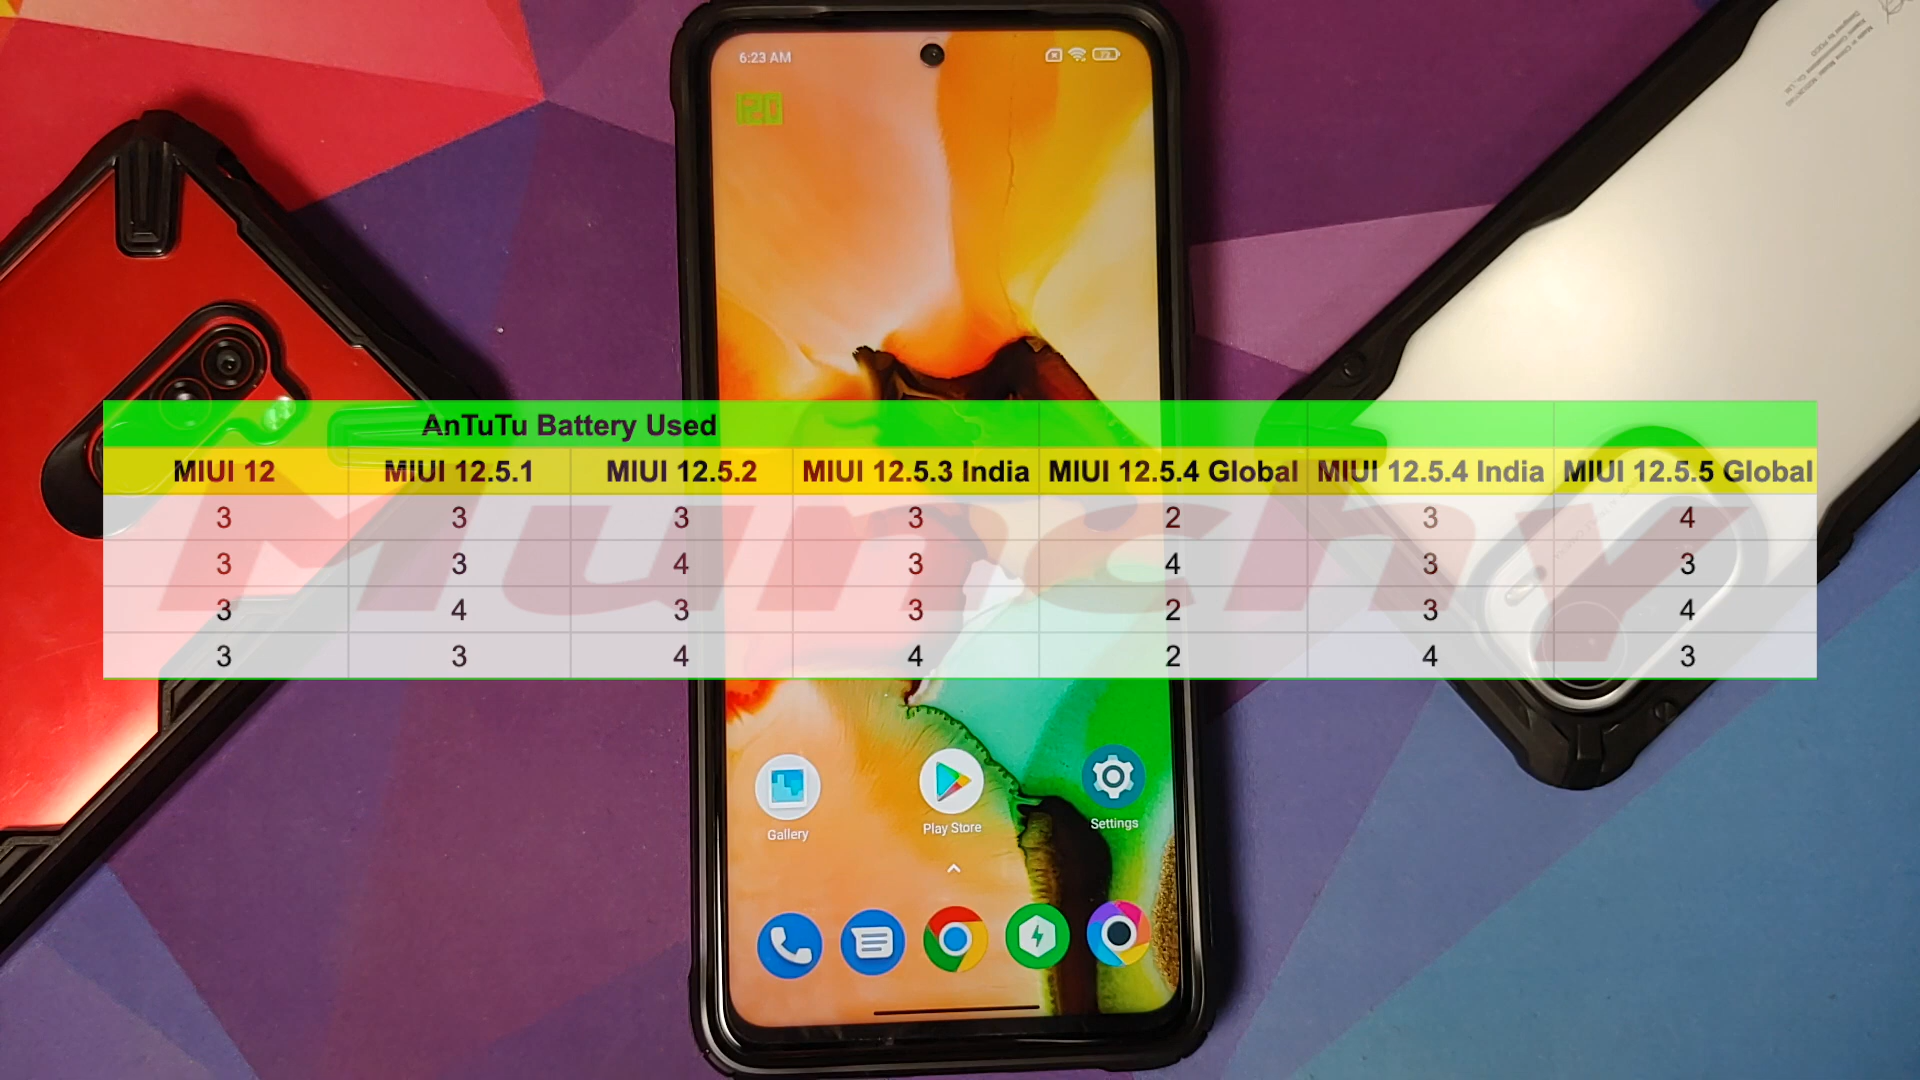 6:23 AM
73
120
AnTuTu Battery Used
MIUI 12 MIUI 12.5.1 MIUI 12.5.2 MIUI 12.5.3 India MIUI 12.5.4 Global MIUI 12.5.4 India MIUI 12.5.5 Global
3 3 3 3 2 3 4
3 3 4 3 4 3 3
3 4 3 3 2 3 4
3 3 4 4 2 4 3
Munchy
Gallery Play Store Settings